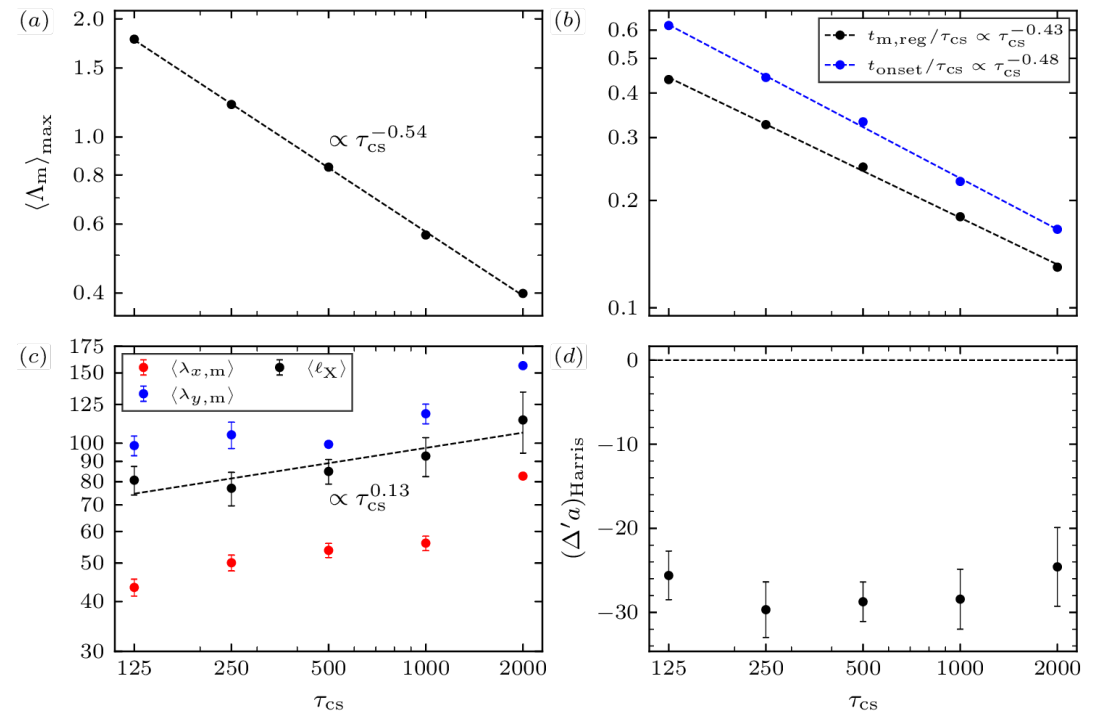 (a)
2.0
1.5
1.0
0.8
0.6
0.4
⟨Λm⟩max
∝ τcs^−0.54
(b)
0.6
0.5
0.4
0.3
0.2
0.1
tm,reg/τcs ∝ τcs^−0.43
tonset/τcs ∝ τcs^−0.48
(c)
175
150
125
100
90
80
70
60
50
40
30
⟨λx,m⟩
⟨λy,m⟩
⟨ℓX⟩
∝ τcs^0.13
125 250 500 1000 2000
τcs
(d)
0
−10
−20
−30
(Δ′a)Harris
125 250 500 1000 2000
τcs